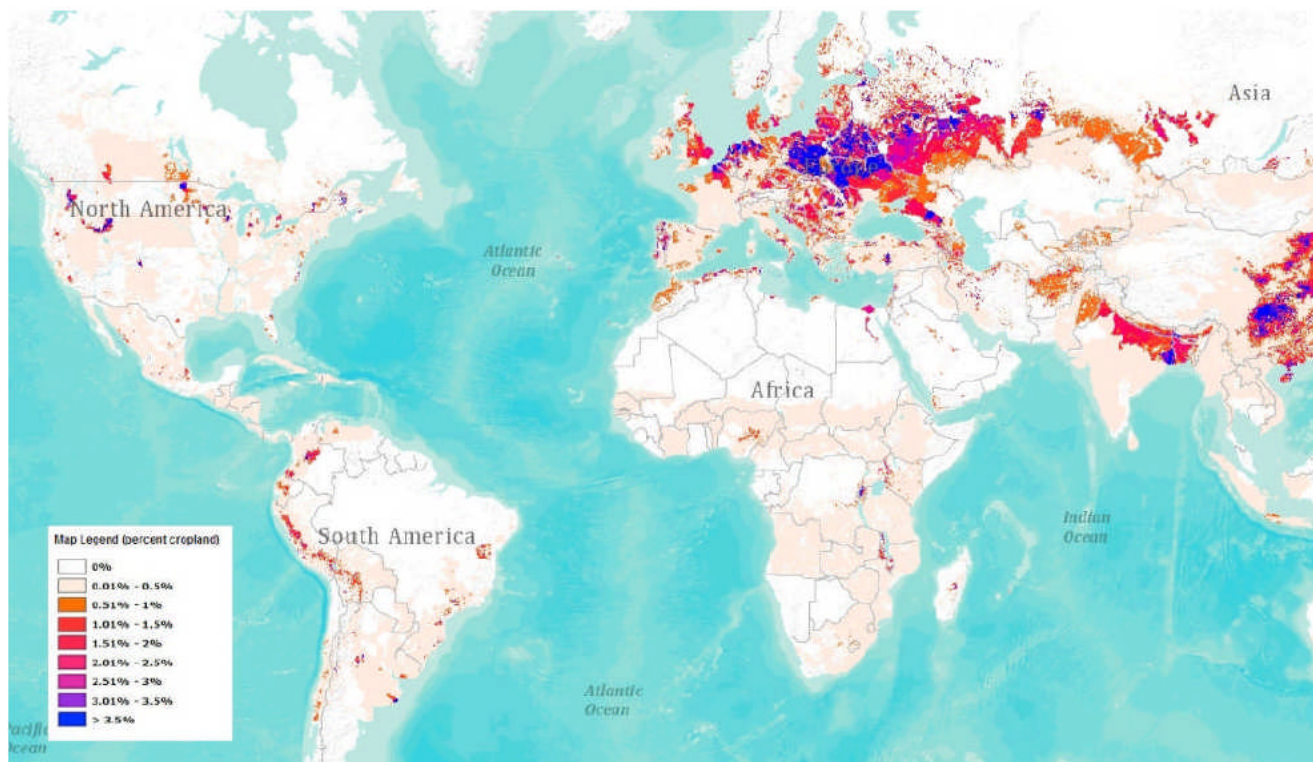 Asia
North America
Atlantic
Ocean
Africa
South America
Indian
Ocean
Atlantic
Ocean
Pacific
Ocean
Map Legend (percent cropland)
0%
0.01% - 0.5%
0.51% - 1%
1.01% - 1.5%
1.51% - 2%
2.01% - 2.5%
2.51% - 3%
3.01% - 3.5%
> 3.5%